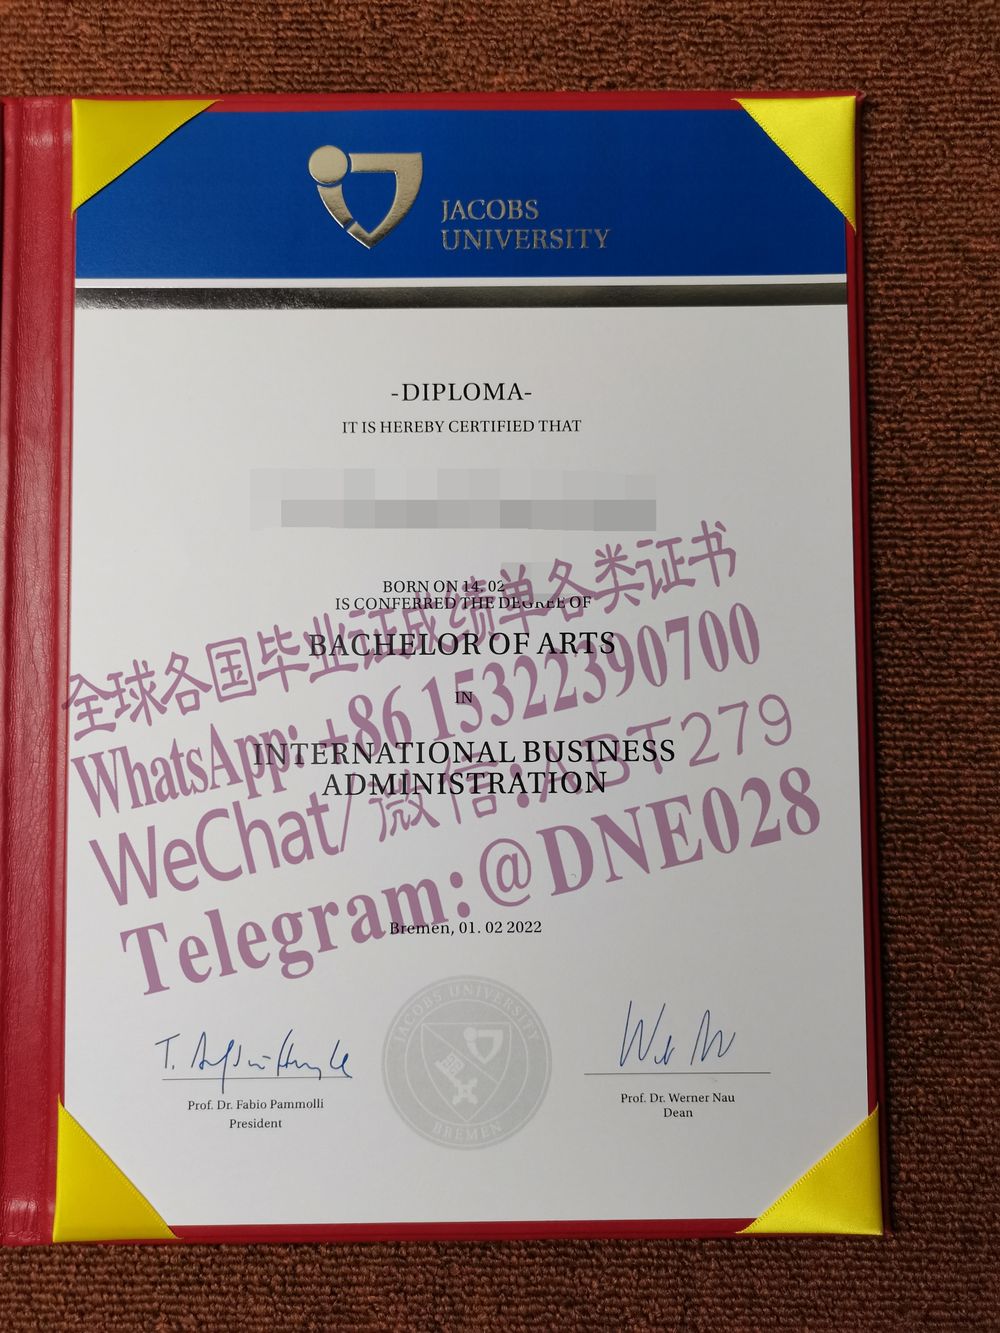 JACOBS
UNIVERSITY
-DIPLOMA-
IT IS HEREBY CERTIFIED THAT
BORN ON 14. 02
IS CONFERRED THE DEGREE OF
BACHELOR OF ARTS
IN
INTERNATIONAL BUSINESS
ADMINISTRATION
全球各国毕业证成绩单各类证书
WhatsApp: +86 15322390700
WeChat/微信:ABT279
Telegram:@DNE028
Bremen, 01. 02 2022
JACOBS UNIVERSITY
BREMEN
Prof. Dr. Fabio Pammolli
President
Prof. Dr. Werner Nau
Dean